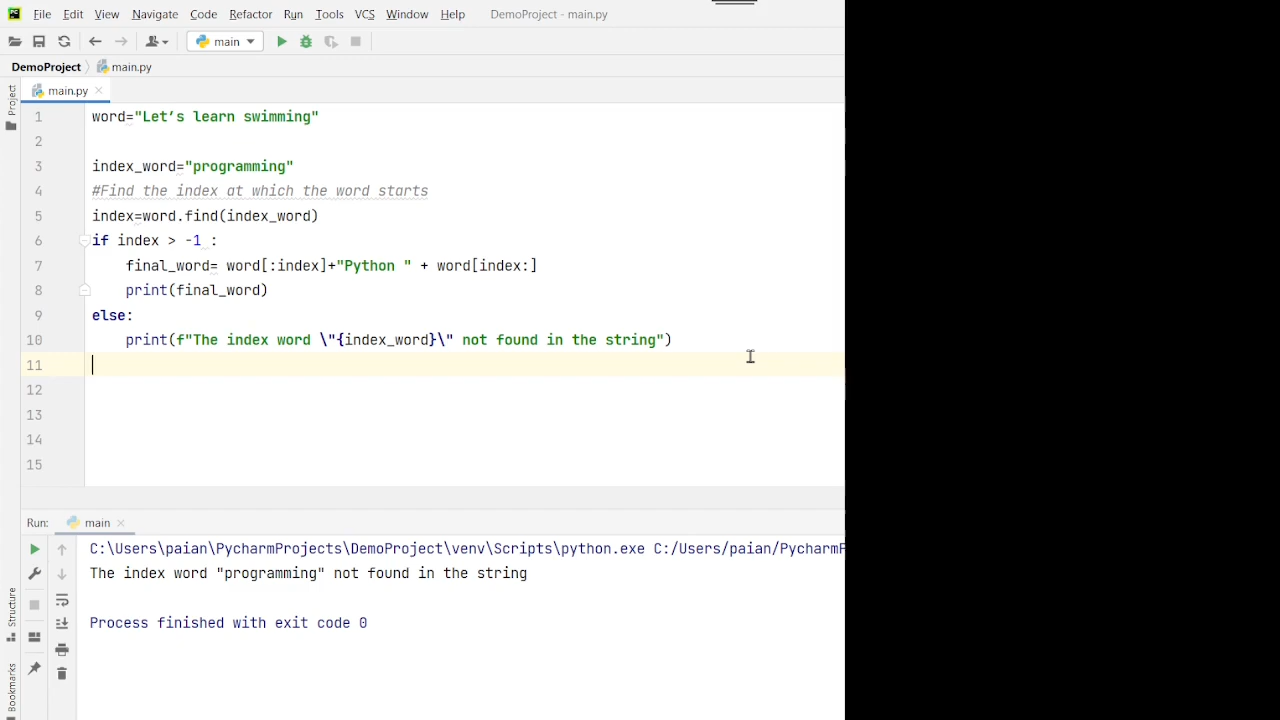 File Edit View Navigate Code Refactor Run Tools VCS Window Help DemoProject - main.py
main
DemoProject main.py
Project
main.py
1 word="Let’s learn swimming"
2
3 index_word="programming"
4 #Find the index at which the word starts
5 index=word.find(index_word)
6 if index > -1 :
7 final_word= word[:index]+"Python " + word[index:]
8 print(final_word)
9 else:
10 print(f"The index word \"{index_word}\" not found in the string")
11
12
13
14
15
Run: main
C:\Users\paian\PycharmProjects\DemoProject\venv\Scripts\python.exe C:/Users/paian/PycharmP
The index word "programming" not found in the string
Process finished with exit code 0
Structure
Bookmarks